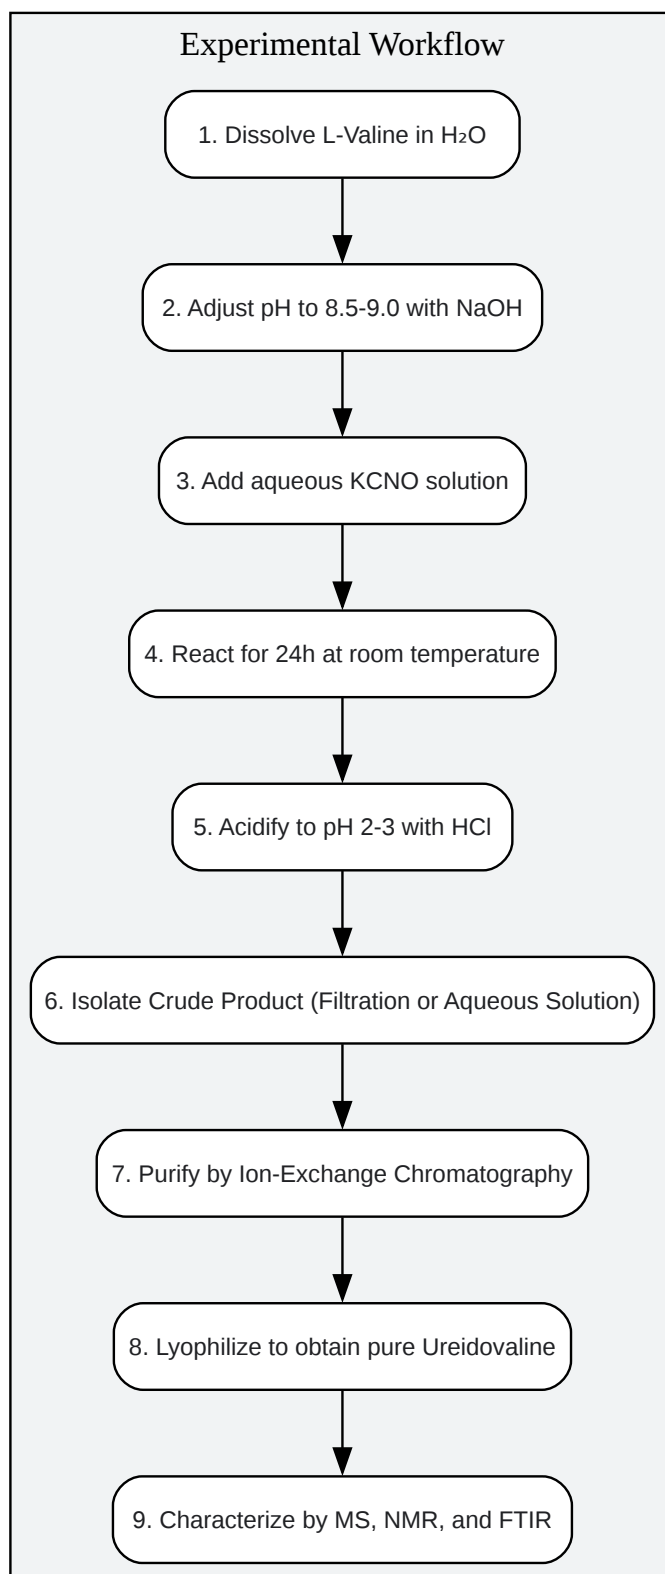 Experimental Workflow
1. Dissolve L-Valine in H₂O
2. Adjust pH to 8.5-9.0 with NaOH
3. Add aqueous KCNO solution
4. React for 24h at room temperature
5. Acidify to pH 2-3 with HCl
6. Isolate Crude Product (Filtration or Aqueous Solution)
7. Purify by Ion-Exchange Chromatography
8. Lyophilize to obtain pure Ureidovaline
9. Characterize by MS, NMR, and FTIR